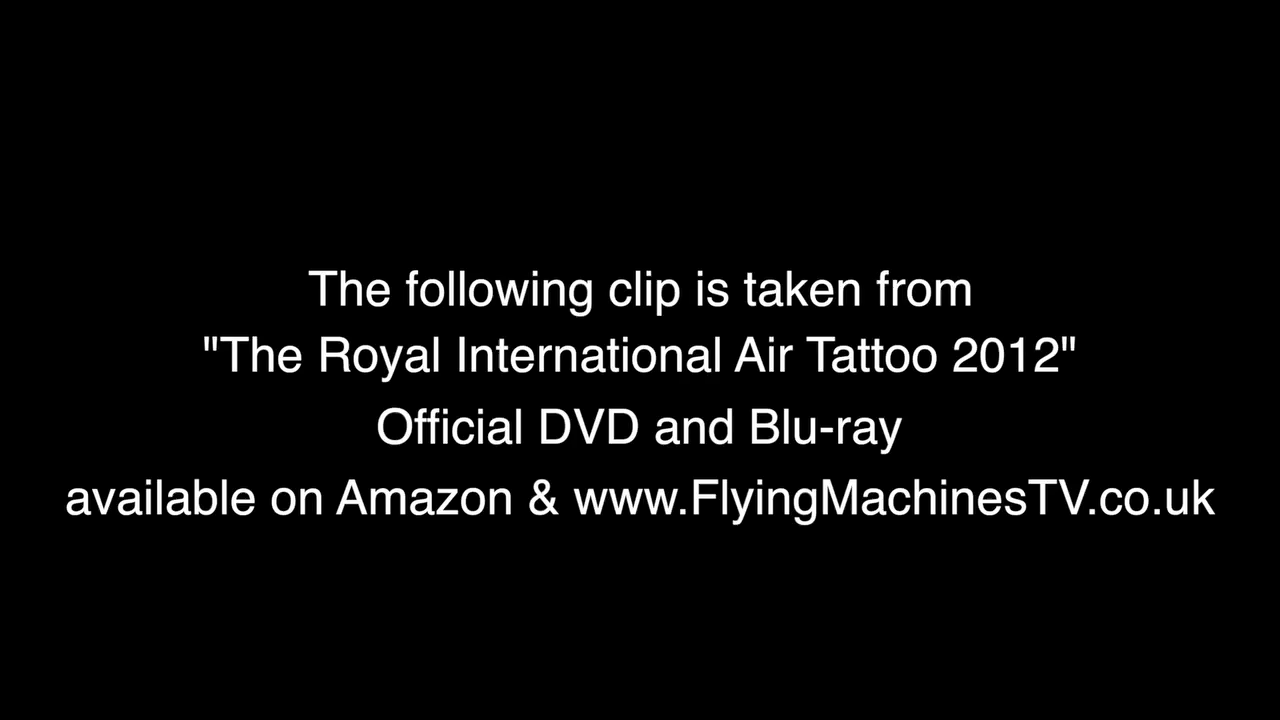 The following clip is taken from
"The Royal International Air Tattoo 2012"
Official DVD and Blu-ray
available on Amazon & www.FlyingMachinesTV.co.uk